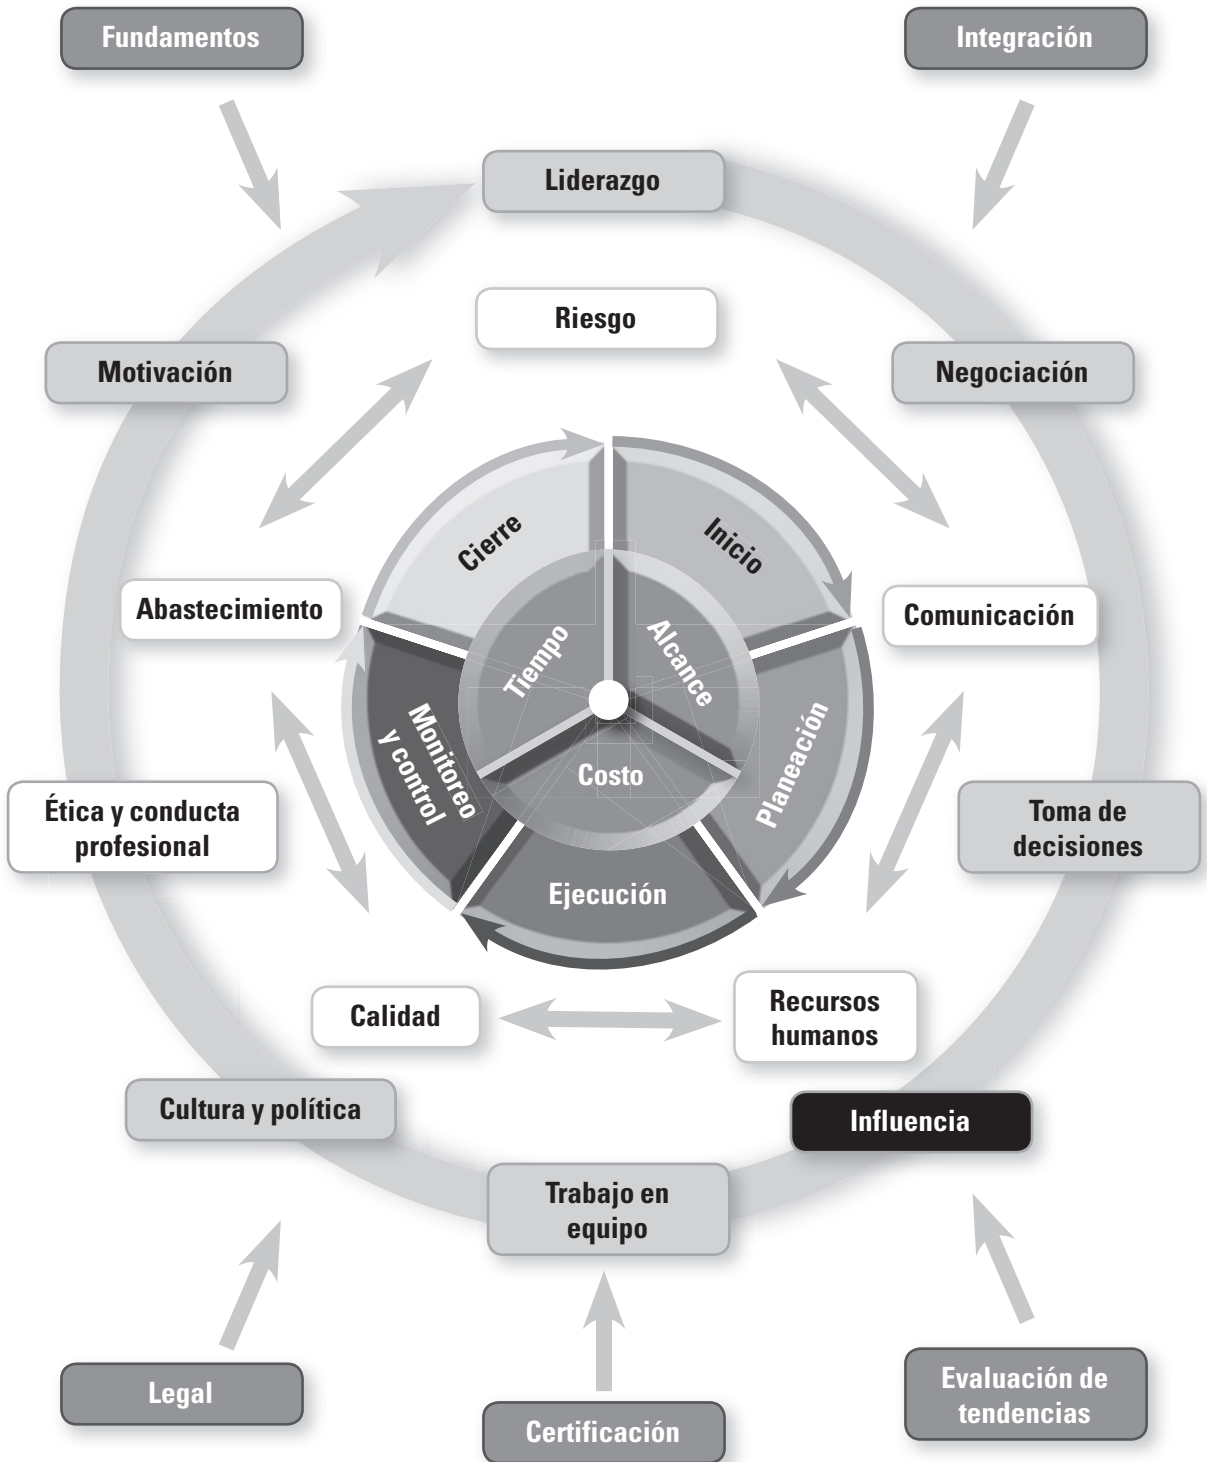 Fundamentos
Integración
Liderazgo
Riesgo
Motivación
Negociación
Cierre
Inicio
Abastecimiento
Comunicación
Tiempo
Alcance
Monitoreo
y control
Costo
Planeación
Ética y conducta
profesional
Toma de
decisiones
Ejecución
Calidad
Recursos
humanos
Cultura y política
Influencia
Trabajo en
equipo
Legal
Certificación
Evaluación de
tendencias